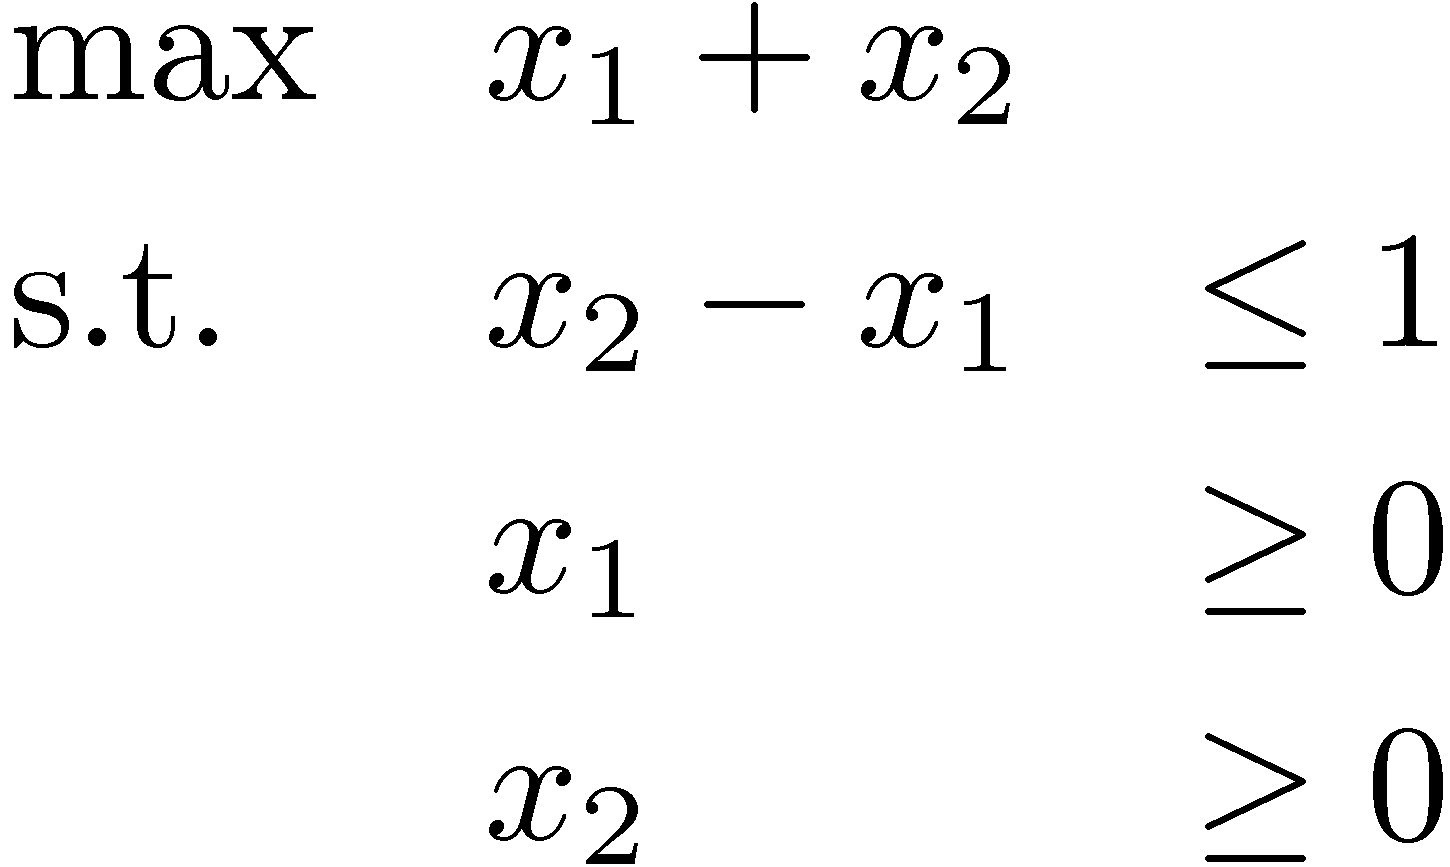 max x₁ + x₂
s.t. x₂ − x₁ ≤ 1
x₁ ≥ 0
x₂ ≥ 0